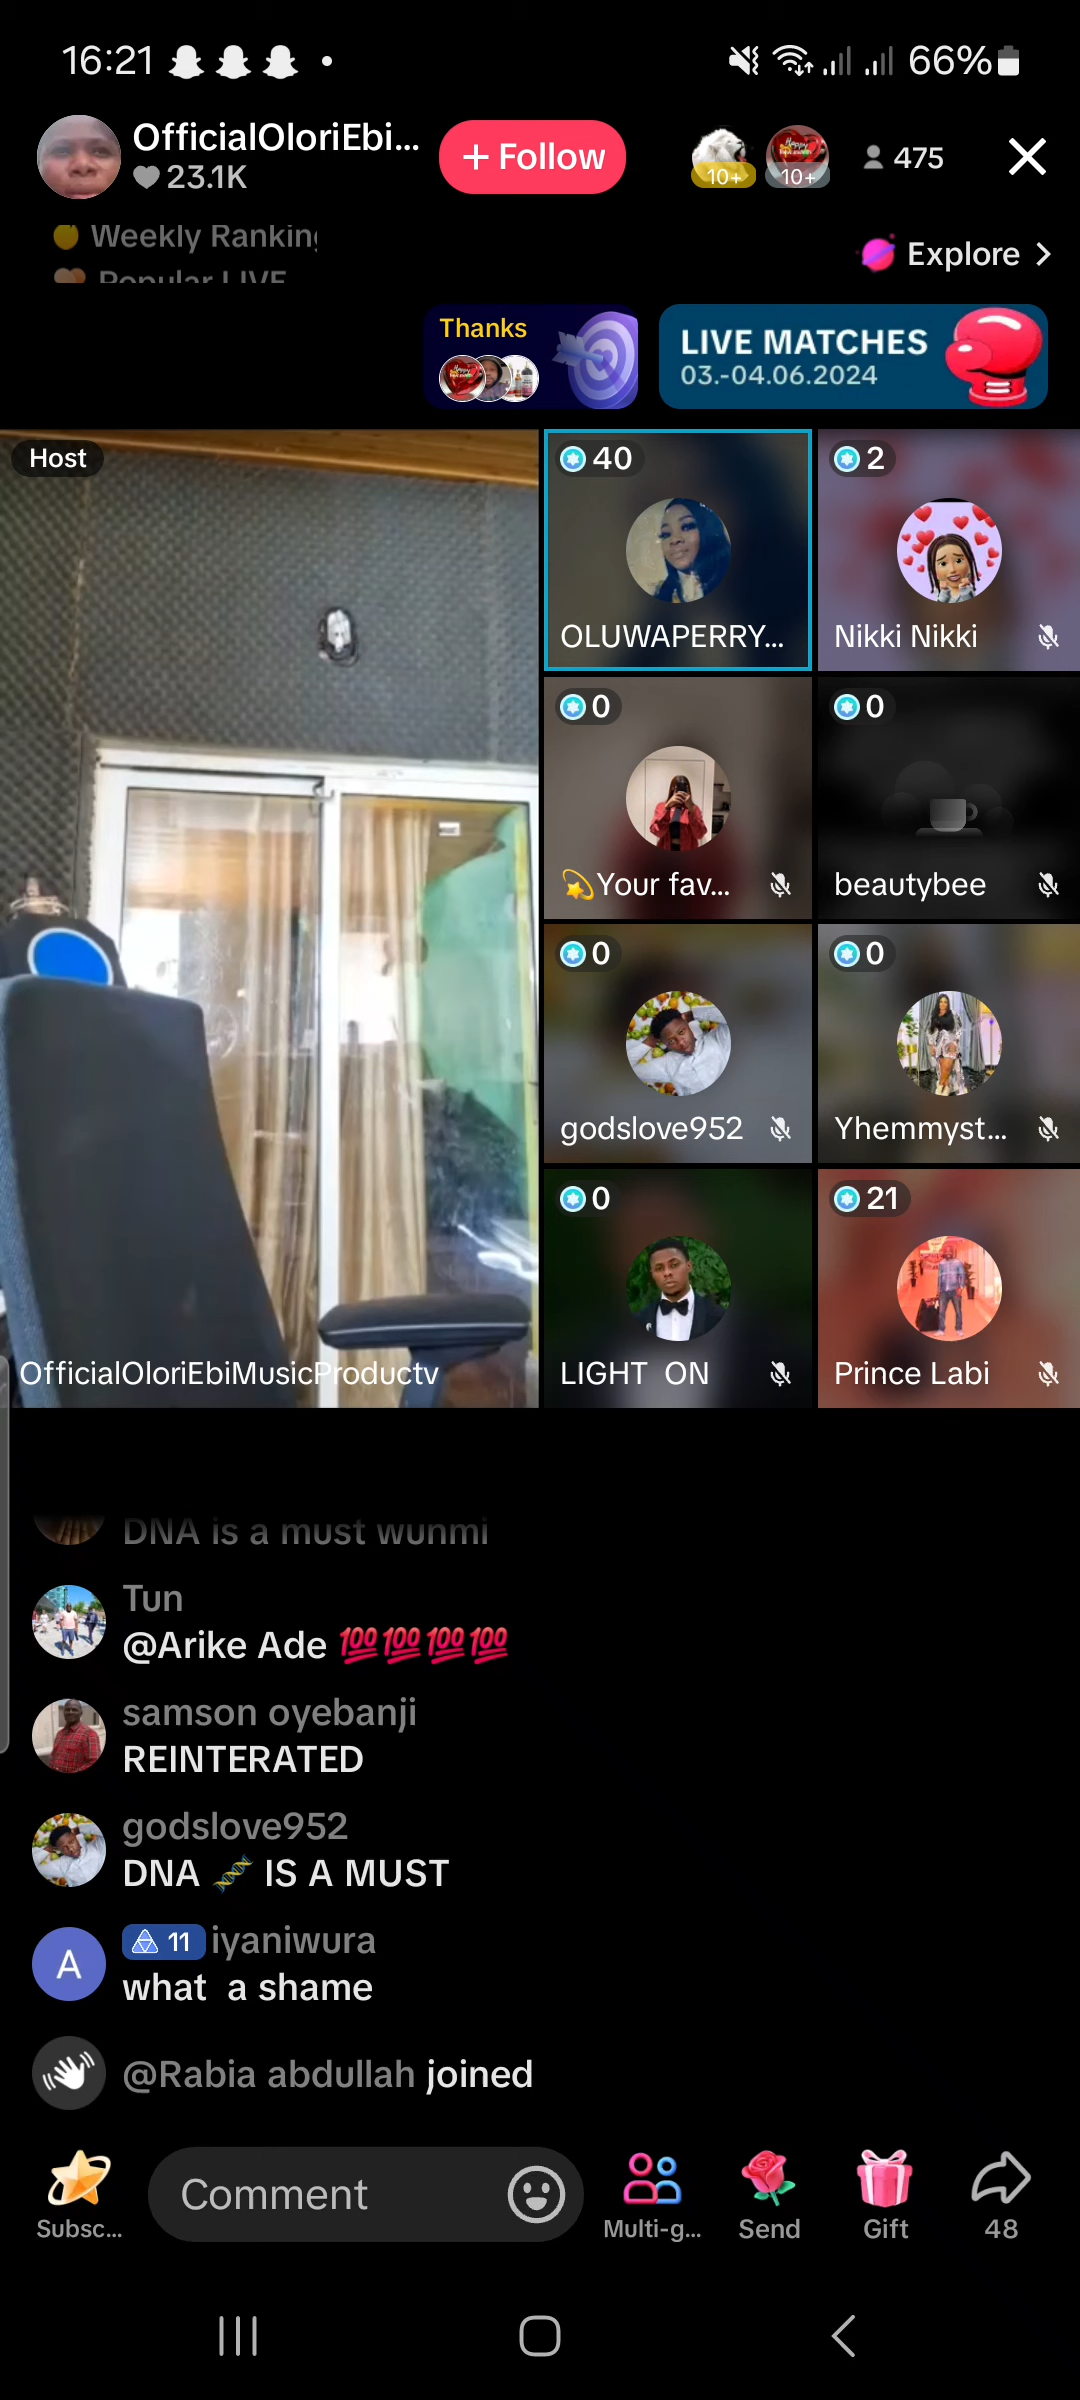 16:21
66%
OfficialOloriEbi...
23.1K
+ Follow
10+
10+
475
Weekly Ranking
Popular LIVE
Explore >
Thanks
LIVE MATCHES
03.-04.06.2024
Host
OfficialOloriEbiMusicProductv
40
OLUWAPERRY...
2
Nikki Nikki
0
Your fav...
0
beautybee
0
godslove952
0
Yhemmyst...
0
LIGHT ON
21
Prince Labi
DNA is a must wunmi
Tun
@Arike Ade 💯💯💯💯
samson oyebanji
REINTERATED
godslove952
DNA 🧬 IS A MUST
A
11 iyaniwura
what a shame
@Rabia abdullah joined
Subsc...
Comment
Multi-g...
Send
Gift
48